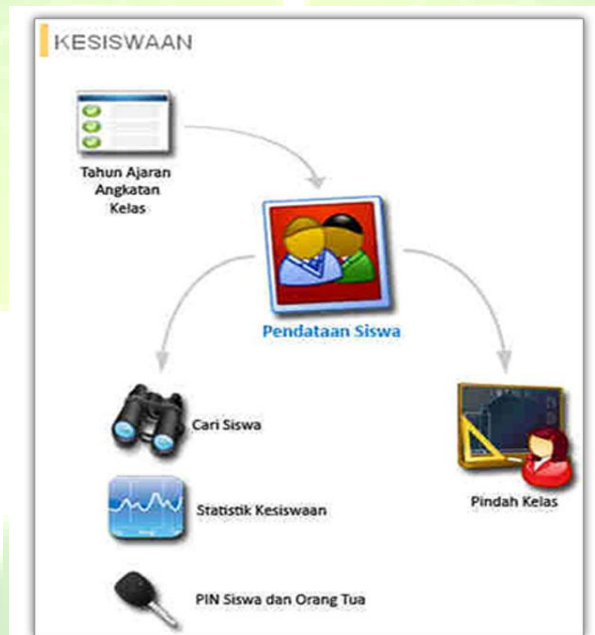 KESISWAAN
Tahun Ajaran
Angkatan
Kelas
Pendataan Siswa
Cari Siswa
Statistik Kesiswaan
Pindah Kelas
PIN Siswa dan Orang Tua